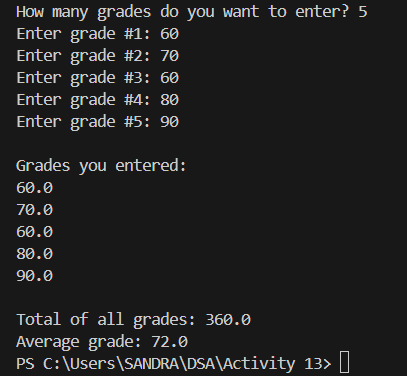 How many grades do you want to enter? 5
Enter grade #1: 60
Enter grade #2: 70
Enter grade #3: 60
Enter grade #4: 80
Enter grade #5: 90
Grades you entered:
60.0
70.0
60.0
80.0
90.0
Total of all grades: 360.0
Average grade: 72.0
PS C:\Users\SANDRA\DSA\Activity 13>